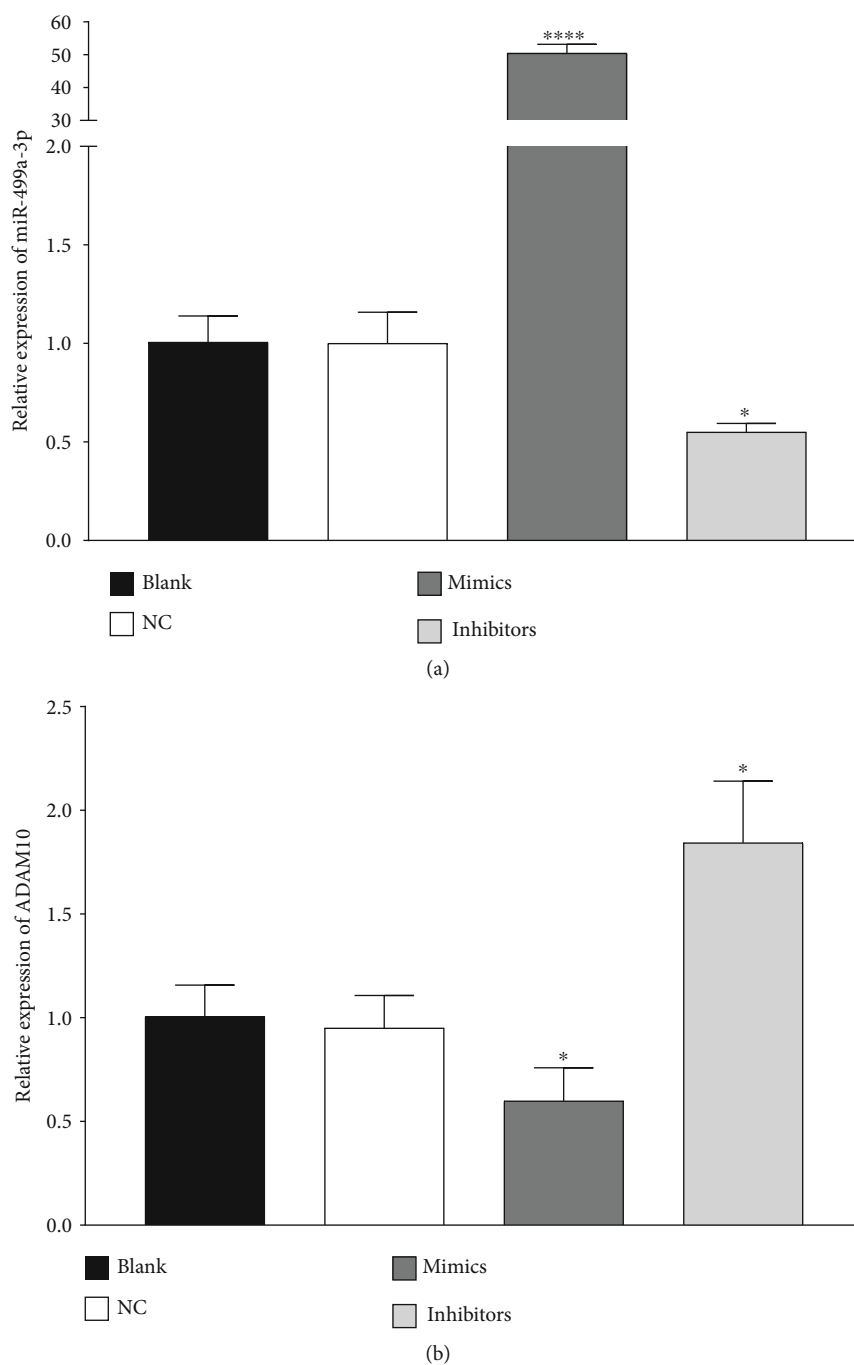 60
50
40
30
2.0
1.5
1.0
0.5
0.0
Relative expression of miR-499a-3p
****
*
Blank
Mimics
NC
Inhibitors
(a)
2.5
2.0
1.5
1.0
0.5
0.0
Relative expression of ADAM10
*
*
Blank
Mimics
NC
Inhibitors
(b)